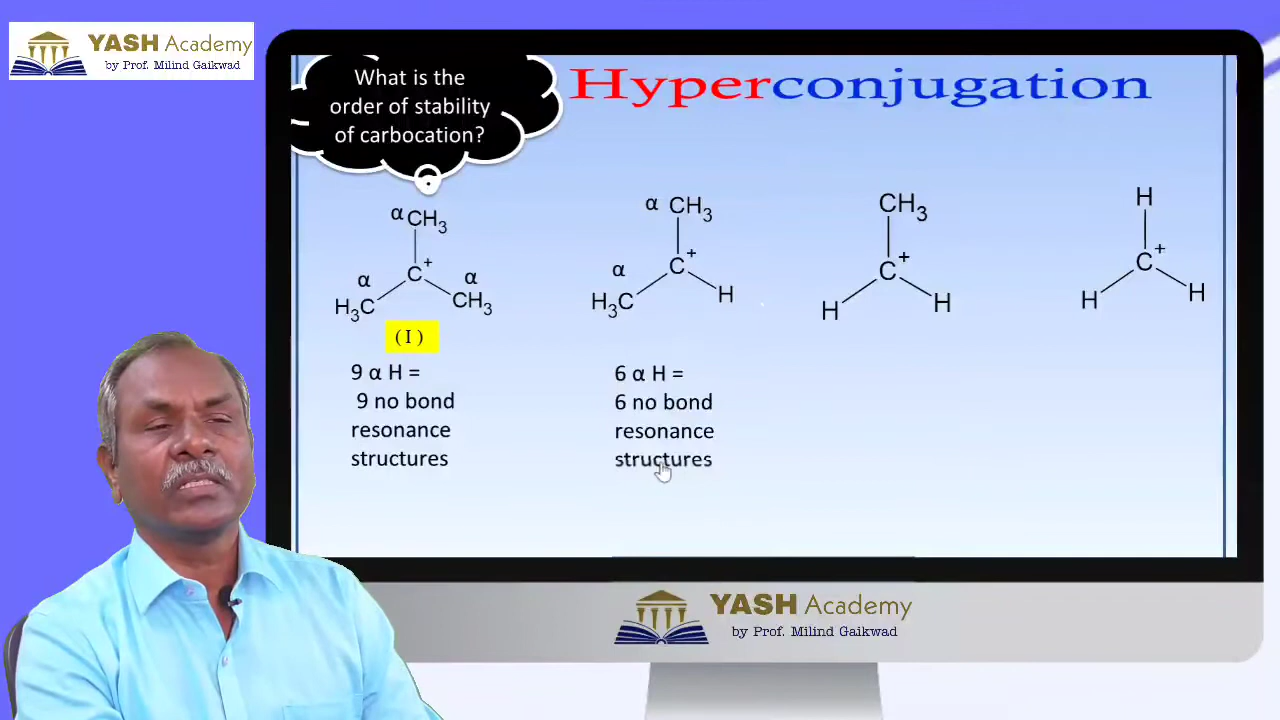 YASH Academy
by Prof. Milind Gaikwad
What is the
order of stability
of carbocation?
Hyperconjugation
α CH3
α
C+
α
H3C
CH3
(I)
9 α H =
9 no bond
resonance
structures
α CH3
α
C+
H3C
H
6 α H =
6 no bond
resonance
structures
CH3
C+
H
H
H
C+
H
H
YASH Academy
by Prof. Milind Gaikwad